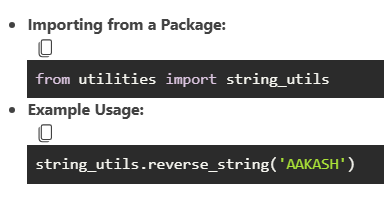 Importing from a Package:
from utilities import string_utils
Example Usage:
string_utils.reverse_string('AAKASH')